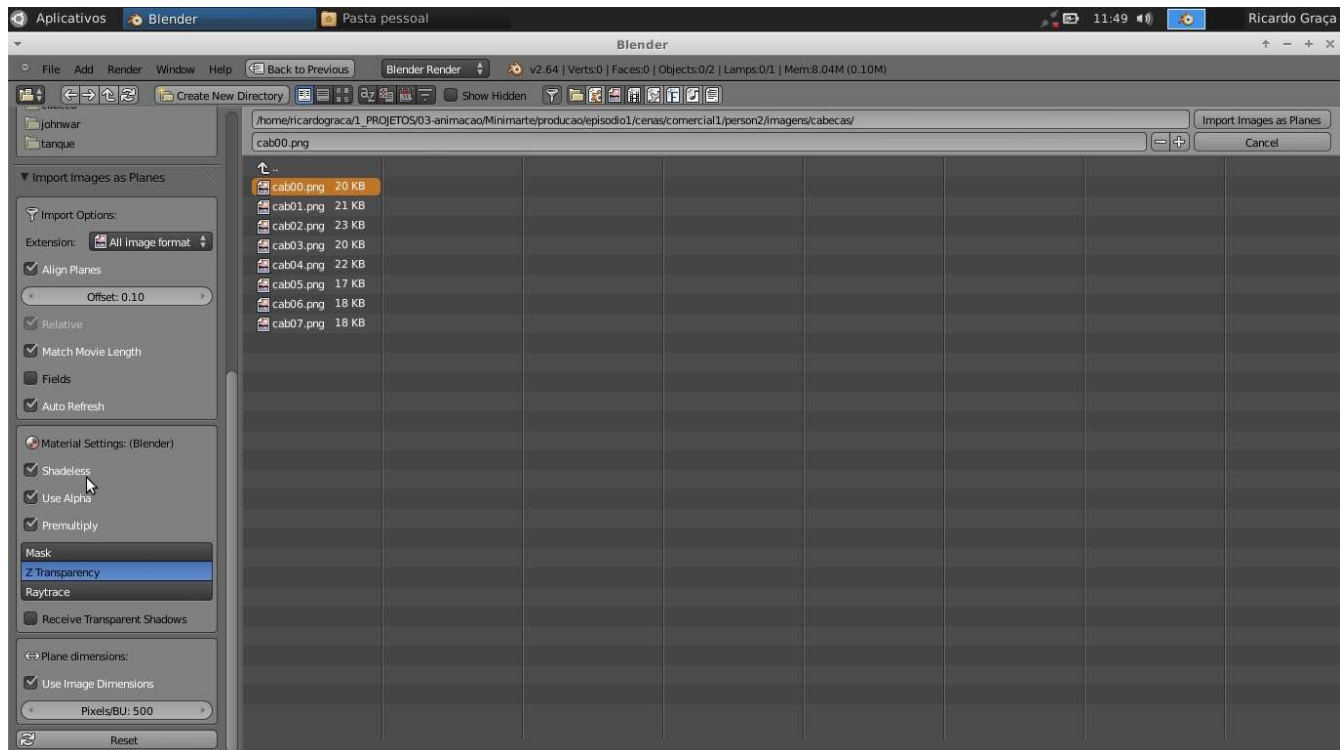 Aplicativos Blender Pasta pessoal 11:49 Ricardo Graça
Blender
File Add Render Window Help Back to Previous Blender Render v2.64 | Verts:0 | Faces:0 | Objects:0/2 | Lamps:0/1 | Mem:8.04M (0.10M)
Create New Directory Show Hidden
johnwar
tanque
/home/ricardograca/1_PROJETOS/03-animacao/Minimarte/producao/episodio1/cenas/comercial1/person2/imagens/cabecas/ Import Images as Planes
cab00.png Cancel
..
cab00.png 20 KB
cab01.png 21 KB
cab02.png 23 KB
cab03.png 20 KB
cab04.png 22 KB
cab05.png 17 KB
cab06.png 18 KB
cab07.png 18 KB
Import Images as Planes
Import Options:
Extension: All image format
Align Planes
Offset: 0.10
Relative
Match Movie Length
Fields
Auto Refresh
Material Settings: (Blender)
Shadeless
Use Alpha
Premultiply
Mask
Z Transparency
Raytrace
Receive Transparent Shadows
Plane dimensions:
Use Image Dimensions
Pixels/BU: 500
Reset